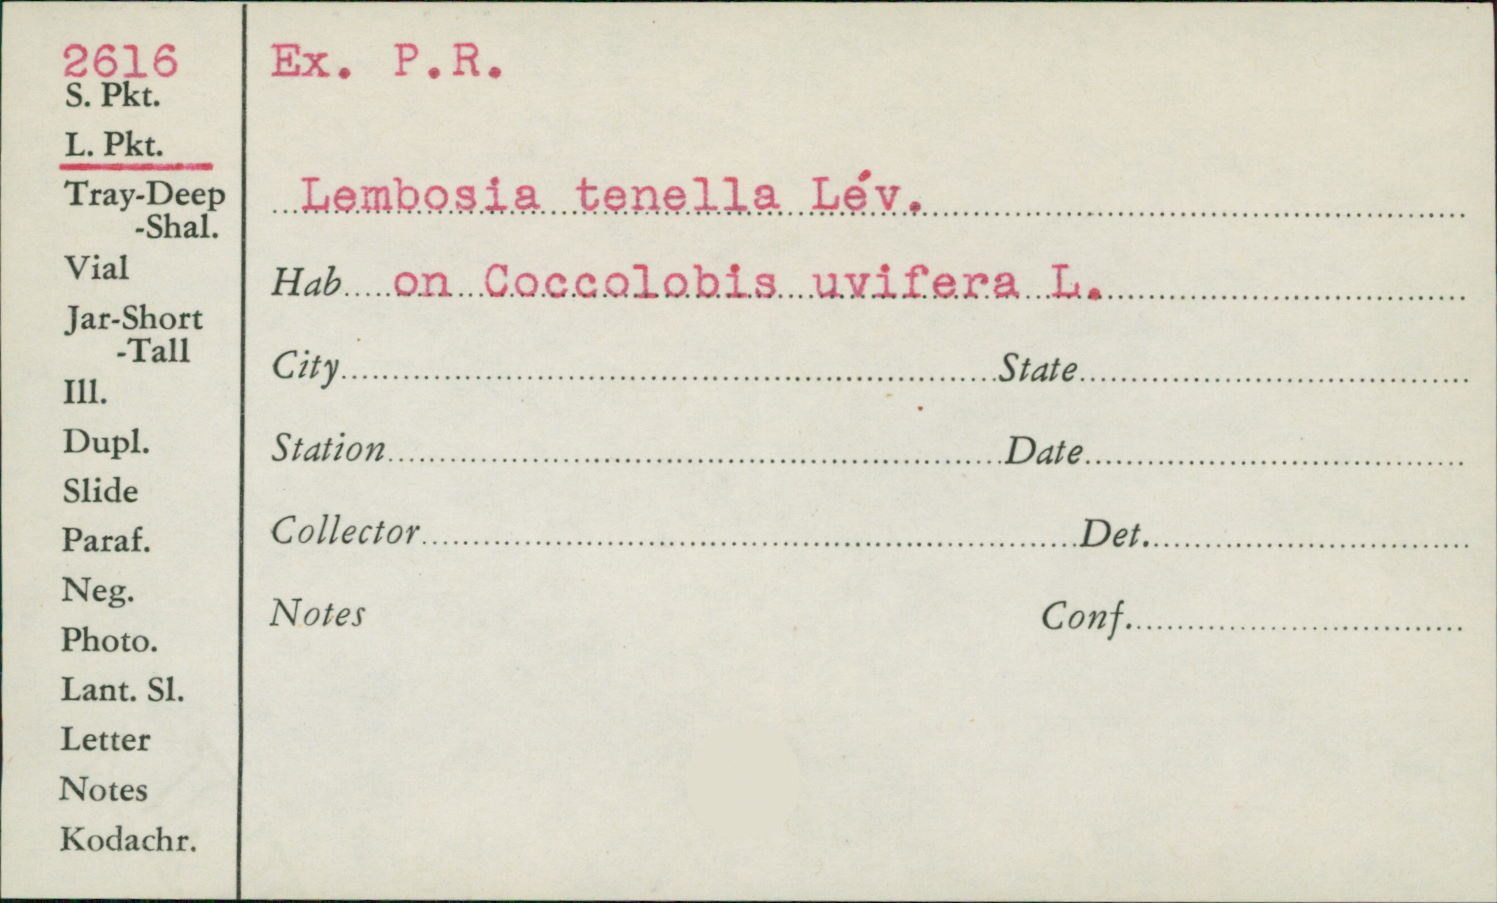 2616
S. Pkt.
L. Pkt.
Tray-Deep
-Shal.
Vial
Jar-Short
-Tall
Ill.
Dupl.
Slide
Paraf.
Neg.
Photo.
Lant. Sl.
Letter
Notes
Kodachr.
Ex. P.R.
Lembosia tenella Lév.
Hab on Coccolobis uvifera L.
City State
Station Date
Collector Det.
Notes Conf.